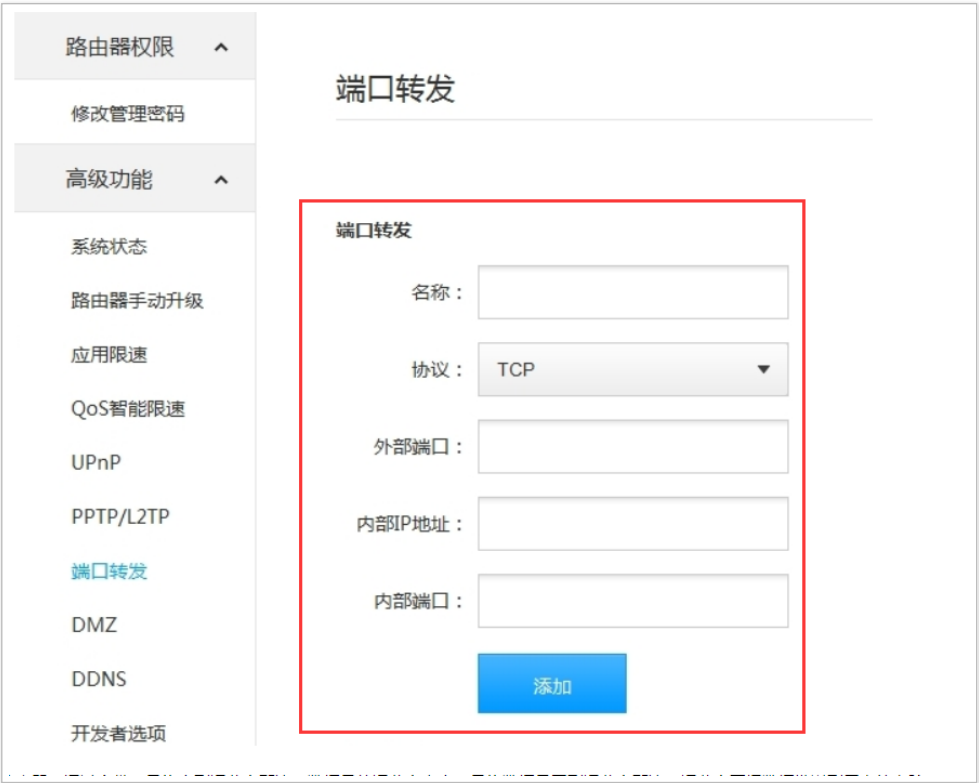 路由器权限
修改管理密码
高级功能
系统状态
路由器手动升级
应用限速
QoS智能限速
UPnP
PPTP/L2TP
端口转发
DMZ
DDNS
开发者选项
端口转发
端口转发
名称：
协议： TCP
外部端口：
内部IP地址：
内部端口：
添加